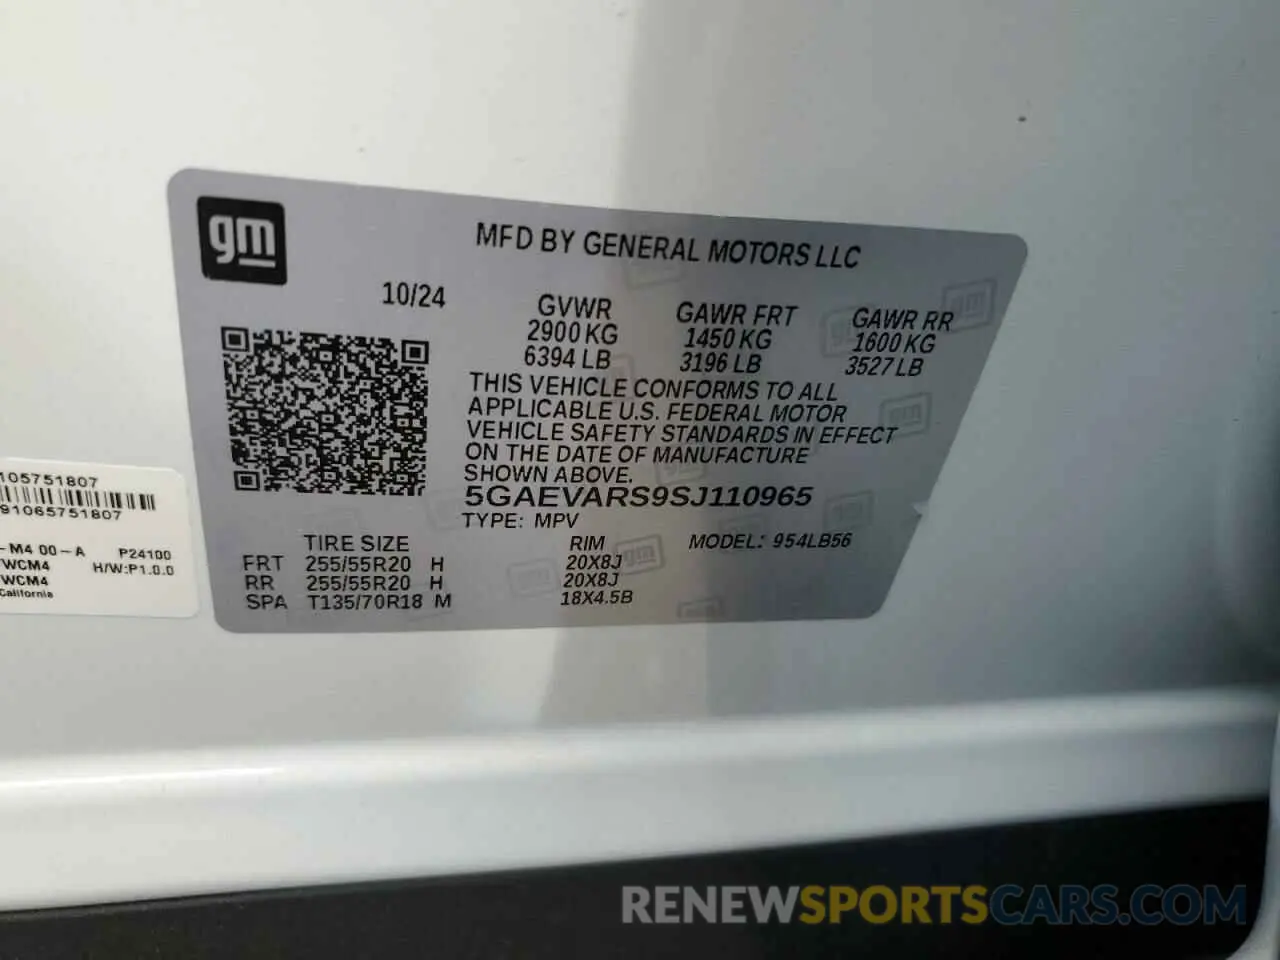 gm
MFD BY GENERAL MOTORS LLC
10/24
GVWR GAWR FRT GAWR RR
2900 KG 1450 KG 1600 KG
6394 LB 3196 LB 3527 LB
THIS VEHICLE CONFORMS TO ALL
APPLICABLE U.S. FEDERAL MOTOR
VEHICLE SAFETY STANDARDS IN EFFECT
ON THE DATE OF MANUFACTURE
SHOWN ABOVE.
5GAEVARS9SJ110965
TYPE: MPV
MODEL: 954LB56
TIRE SIZE RIM
FRT 255/55R20 H 20X8J
RR 255/55R20 H 20X8J
SPA T135/70R18 M 18X4.5B
105751807
91065751807
-M4 00-A P24100
WCM4 H/W:P1.0.0
WCM4
California
RENEWSPORTSCARS.COM